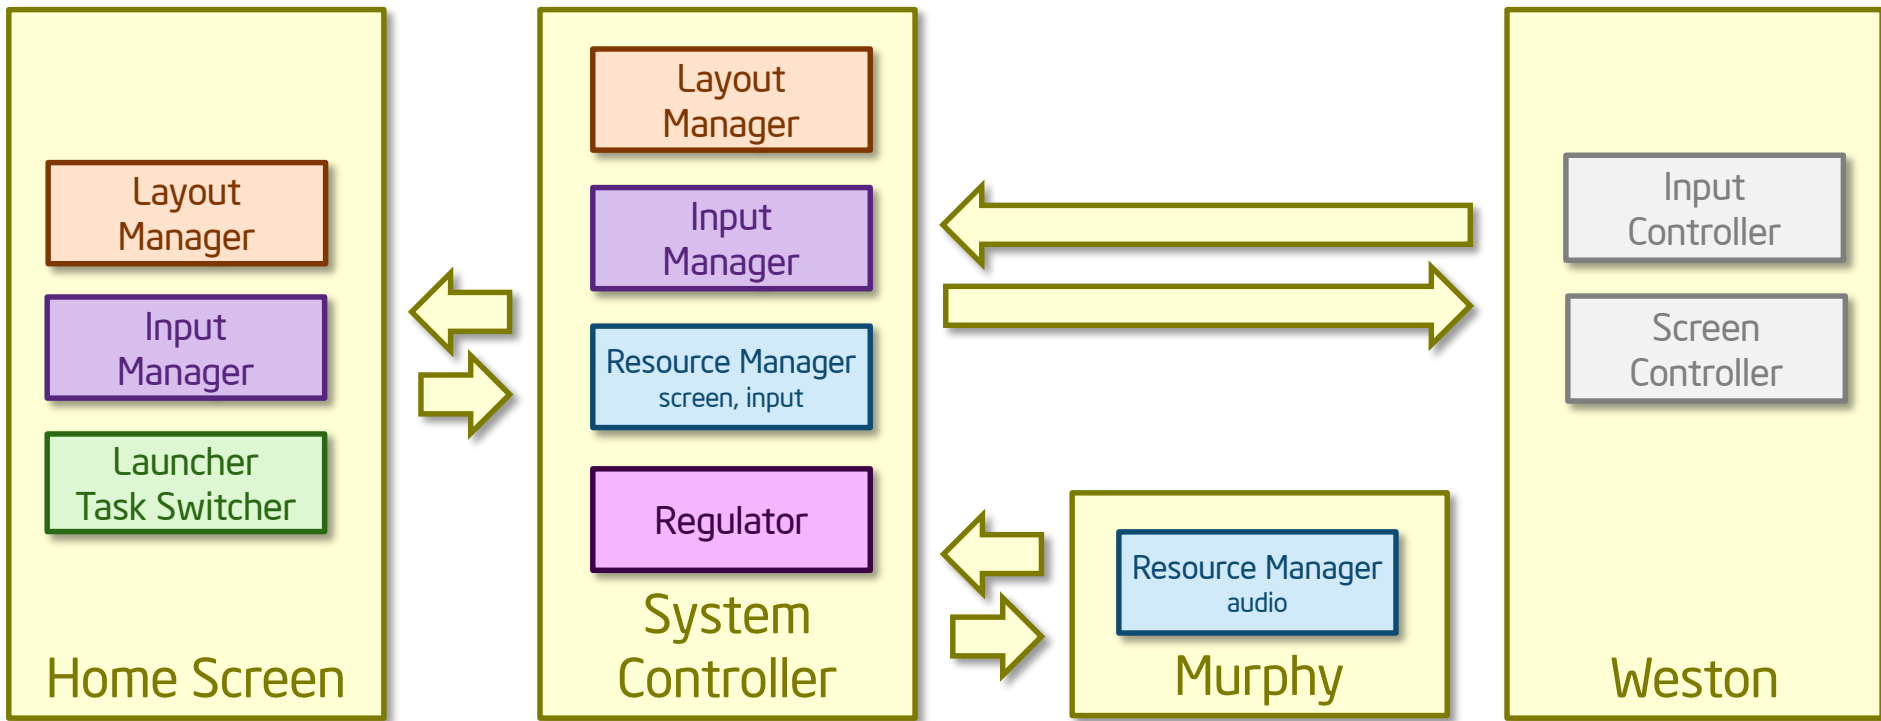 Layout
Manager
Input
Manager
Launcher
Task Switcher
Home Screen
Layout
Manager
Input
Manager
Resource Manager
screen, input
Regulator
System
Controller
Resource Manager
audio
Murphy
Input
Controller
Screen
Controller
Weston